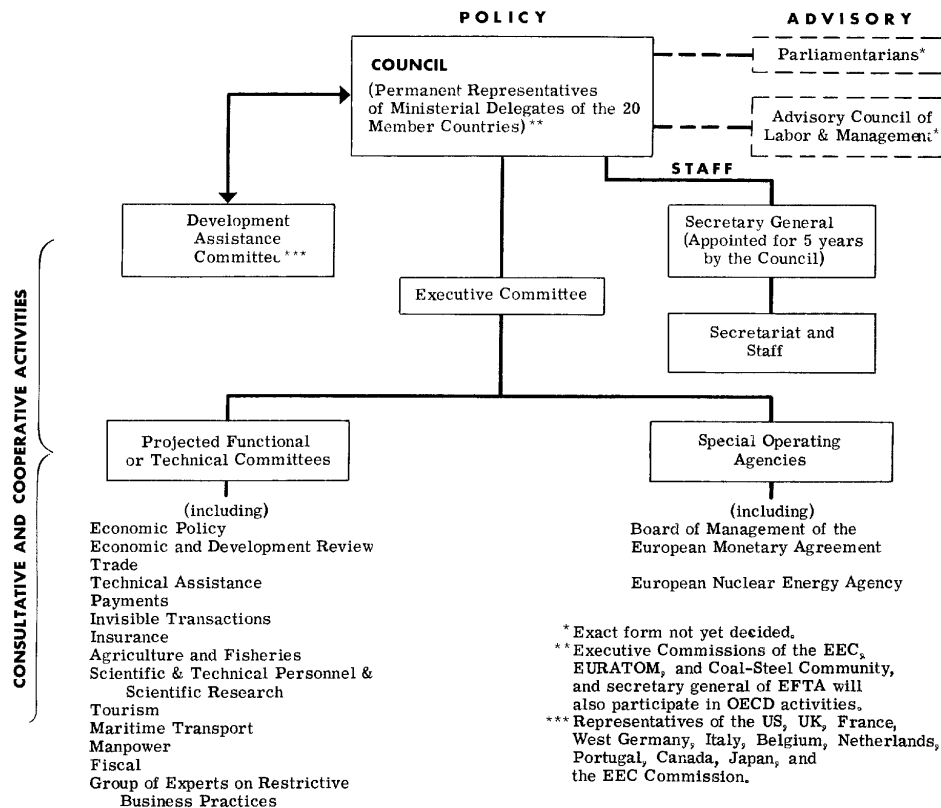 POLICY
ADVISORY
COUNCIL
(Permanent Representatives
of Ministerial Delegates of the 20
Member Countries)**
Parliamentarians*
Advisory Council of
Labor & Management*
STAFF
Development
Assistance
Committee***
Secretary General
(Appointed for 5 years
by the Council)
Executive Committee
Secretariat and
Staff
CONSULTATIVE AND COOPERATIVE ACTIVITIES
Projected Functional
or Technical Committees
Special Operating
Agencies
(including)
Economic Policy
Economic and Development Review
Trade
Technical Assistance
Payments
Invisible Transactions
Insurance
Agriculture and Fisheries
Scientific & Technical Personnel &
Scientific Research
Tourism
Maritime Transport
Manpower
Fiscal
Group of Experts on Restrictive
Business Practices
(including)
Board of Management of the
European Monetary Agreement
European Nuclear Energy Agency
*Exact form not yet decided.
**Executive Commissions of the EEC,
EURATOM, and Coal-Steel Community,
and secretary general of EFTA will
also participate in OECD activities.
***Representatives of the US, UK, France,
West Germany, Italy, Belgium, Netherlands,
Portugal, Canada, Japan, and
the EEC Commission.